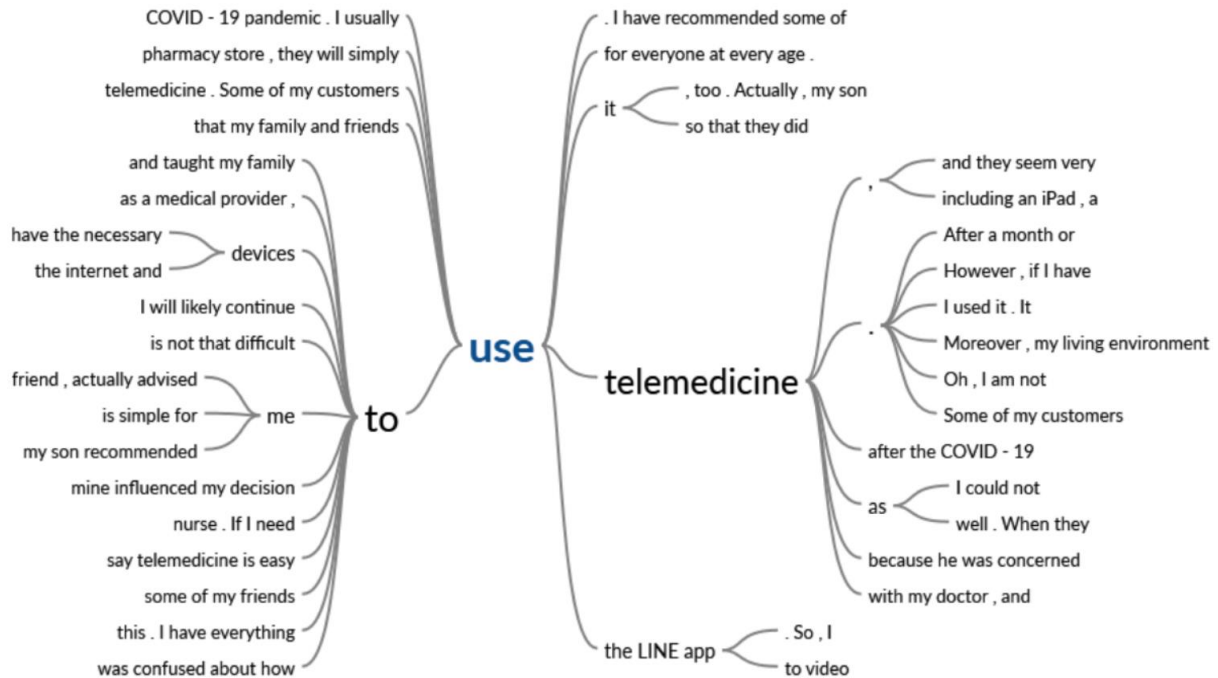 COVID - 19 pandemic . I usually
pharmacy store , they will simply
telemedicine . Some of my customers
that my family and friends
and taught my family
as a medical provider ,
have the necessary
the internet and
devices
I will likely continue
is not that difficult
friend , actually advised
is simple for
my son recommended
me
mine influenced my decision
nurse . If I need
say telemedicine is easy
some of my friends
this . I have everything
was confused about how
to
use
. I have recommended some of
for everyone at every age .
it
, too . Actually , my son
so that they did
telemedicine
,
and they seem very
including an iPad , a
.
After a month or
However , if I have
I used it . It
Moreover , my living environment
Oh , I am not
Some of my customers
after the COVID - 19
as
I could not
well . When they
because he was concerned
with my doctor , and
the LINE app
. So , I
to video